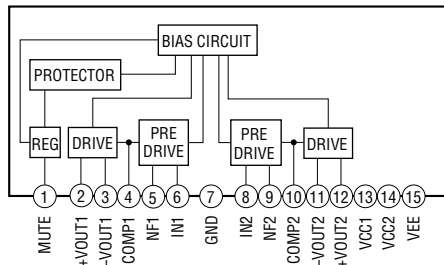 BIAS CIRCUIT
PROTECTOR
REG
DRIVE
PRE
DRIVE
PRE
DRIVE
DRIVE
1
2
3
4
5
6
7
8
9
10
11
12
13
14
15
MUTE
+VOUT1
−VOUT1
COMP1
NF1
IN1
GND
IN2
NF2
COMP2
−VOUT2
+VOUT2
VCC1
VCC2
VEE